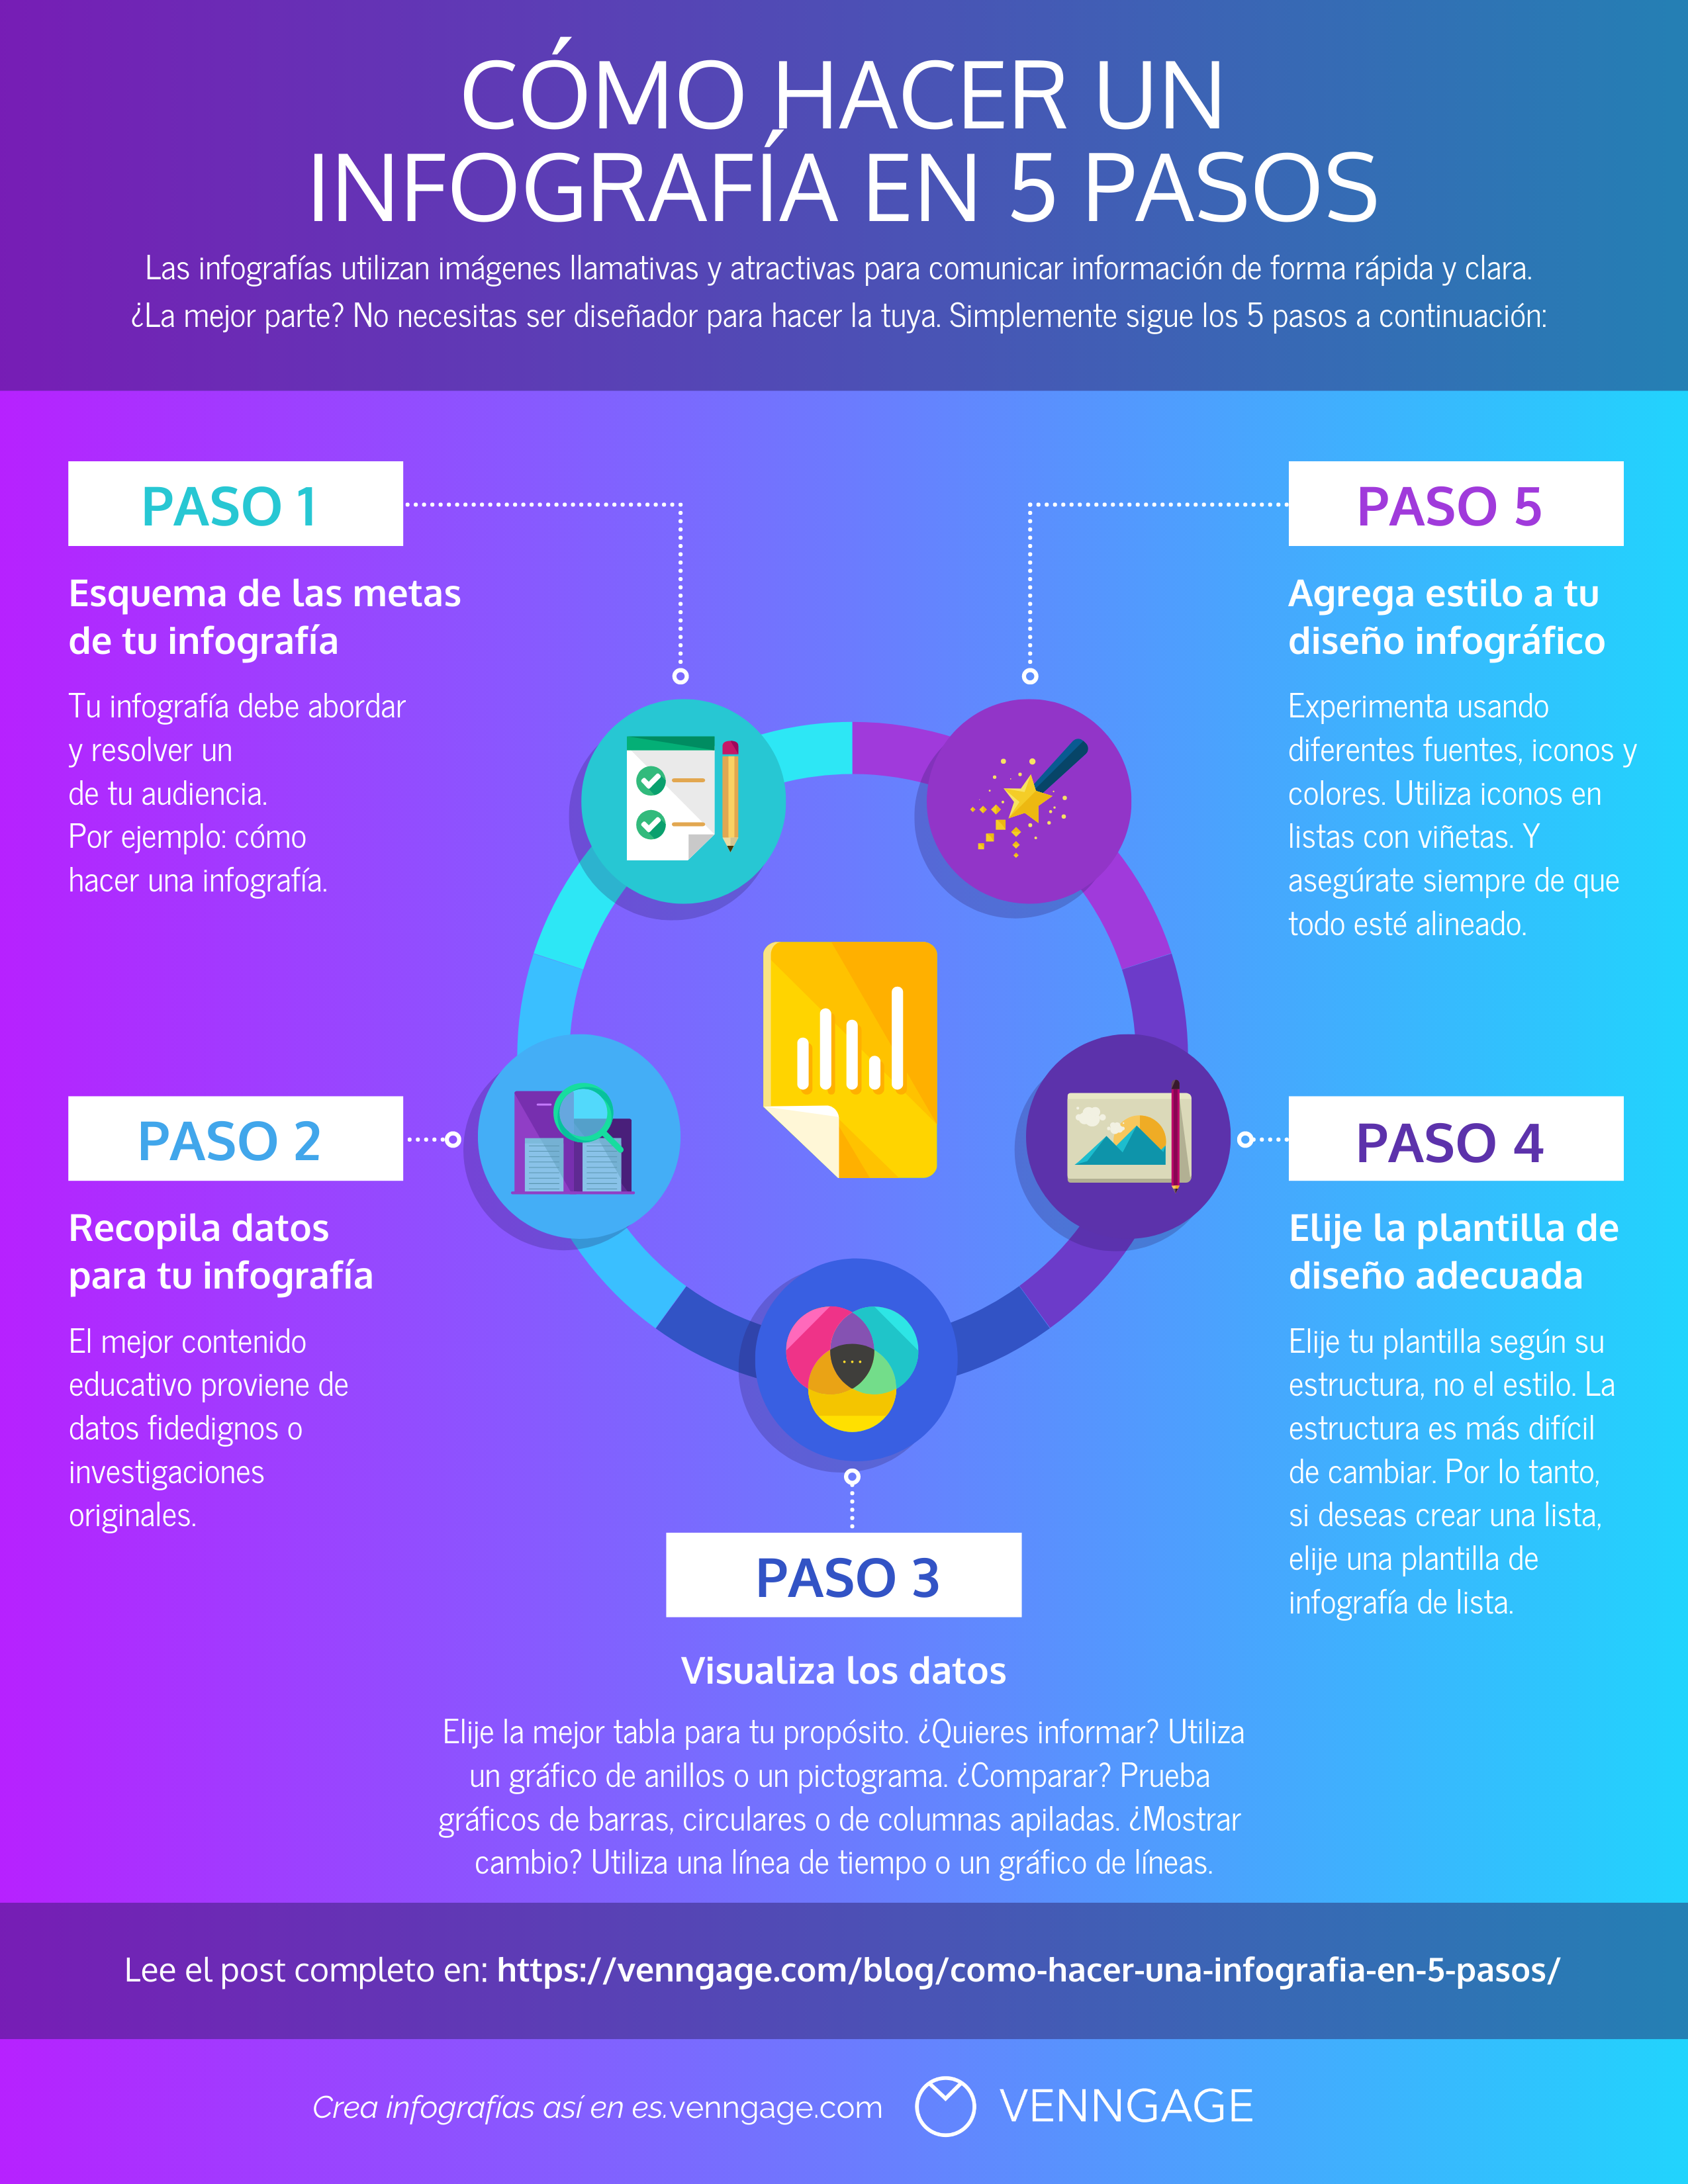 CÓMO HACER UN
INFOGRAFÍA EN 5 PASOS
Las infografías utilizan imágenes llamativas y atractivas para comunicar información de forma rápida y clara.
¿La mejor parte? No necesitas ser diseñador para hacer la tuya. Simplemente sigue los 5 pasos a continuación:
PASO 1
Esquema de las metas
de tu infografía
Tu infografía debe abordar
y resolver un
de tu audiencia.
Por ejemplo: cómo
hacer una infografía.
PASO 2
Recopila datos
para tu infografía
El mejor contenido
educativo proviene de
datos fidedignos o
investigaciones
originales.
PASO 3
Visualiza los datos
Elije la mejor tabla para tu propósito. ¿Quieres informar? Utiliza
un gráfico de anillos o un pictograma. ¿Comparar? Prueba
gráficos de barras, circulares o de columnas apiladas. ¿Mostrar
cambio? Utiliza una línea de tiempo o un gráfico de líneas.
PASO 4
Elije la plantilla de
diseño adecuada
Elije tu plantilla según su
estructura, no el estilo. La
estructura es más difícil
de cambiar. Por lo tanto,
si deseas crear una lista,
elije una plantilla de
infografía de lista.
PASO 5
Agrega estilo a tu
diseño infográfico
Experimenta usando
diferentes fuentes, iconos y
colores. Utiliza iconos en
listas con viñetas. Y
asegúrate siempre de que
todo esté alineado.
Lee el post completo en: https://venngage.com/blog/como-hacer-una-infografia-en-5-pasos/
Crea infografías así en es.venngage.com
VENNGAGE